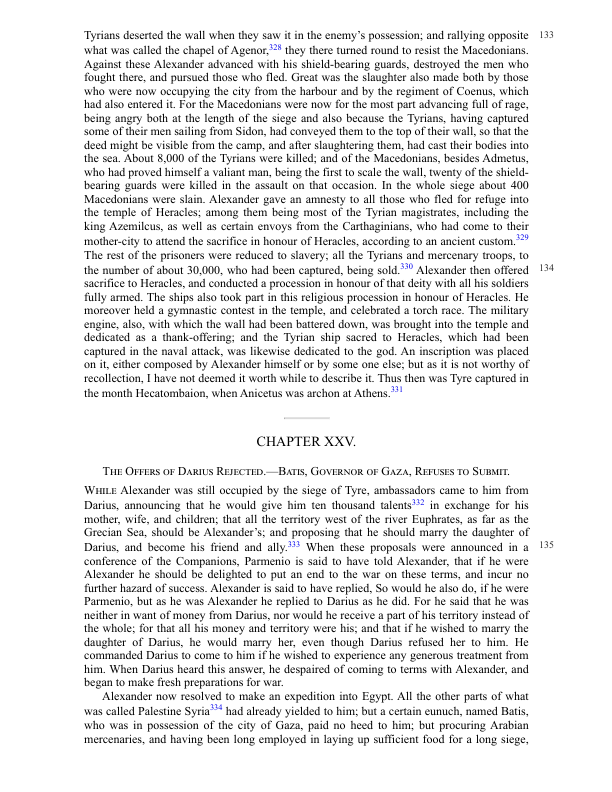 Tyrians deserted the wall when they saw it in the enemy’s possession; and rallying opposite 133
what was called the chapel of Agenor,328 they there turned round to resist the Macedonians.
Against these Alexander advanced with his shield-bearing guards, destroyed the men who
fought there, and pursued those who fled. Great was the slaughter also made both by those
who were now occupying the city from the harbour and by the regiment of Coenus, which
had also entered it. For the Macedonians were now for the most part advancing full of rage,
being angry both at the length of the siege and also because the Tyrians, having captured
some of their men sailing from Sidon, had conveyed them to the top of their wall, so that the
deed might be visible from the camp, and after slaughtering them, had cast their bodies into
the sea. About 8,000 of the Tyrians were killed; and of the Macedonians, besides Admetus,
who had proved himself a valiant man, being the first to scale the wall, twenty of the shield-
bearing guards were killed in the assault on that occasion. In the whole siege about 400
Macedonians were slain. Alexander gave an amnesty to all those who fled for refuge into
the temple of Heracles; among them being most of the Tyrian magistrates, including the
king Azemilcus, as well as certain envoys from the Carthaginians, who had come to their
mother-city to attend the sacrifice in honour of Heracles, according to an ancient custom.329
The rest of the prisoners were reduced to slavery; all the Tyrians and mercenary troops, to
the number of about 30,000, who had been captured, being sold.330 Alexander then offered 134
sacrifice to Heracles, and conducted a procession in honour of that deity with all his soldiers
fully armed. The ships also took part in this religious procession in honour of Heracles. He
moreover held a gymnastic contest in the temple, and celebrated a torch race. The military
engine, also, with which the wall had been battered down, was brought into the temple and
dedicated as a thank-offering; and the Tyrian ship sacred to Heracles, which had been
captured in the naval attack, was likewise dedicated to the god. An inscription was placed
on it, either composed by Alexander himself or by some one else; but as it is not worthy of
recollection, I have not deemed it worth while to describe it. Thus then was Tyre captured in
the month Hecatombaion, when Anicetus was archon at Athens.331
CHAPTER XXV.
The Offers of Darius Rejected.—Batis, Governor of Gaza, Refuses to Submit.
While Alexander was still occupied by the siege of Tyre, ambassadors came to him from
Darius, announcing that he would give him ten thousand talents332 in exchange for his
mother, wife, and children; that all the territory west of the river Euphrates, as far as the
Grecian Sea, should be Alexander’s; and proposing that he should marry the daughter of
Darius, and become his friend and ally.333 When these proposals were announced in a 135
conference of the Companions, Parmenio is said to have told Alexander, that if he were
Alexander he should be delighted to put an end to the war on these terms, and incur no
further hazard of success. Alexander is said to have replied, So would he also do, if he were
Parmenio, but as he was Alexander he replied to Darius as he did. For he said that he was
neither in want of money from Darius, nor would he receive a part of his territory instead of
the whole; for that all his money and territory were his; and that if he wished to marry the
daughter of Darius, he would marry her, even though Darius refused her to him. He
commanded Darius to come to him if he wished to experience any generous treatment from
him. When Darius heard this answer, he despaired of coming to terms with Alexander, and
began to make fresh preparations for war.
Alexander now resolved to make an expedition into Egypt. All the other parts of what
was called Palestine Syria334 had already yielded to him; but a certain eunuch, named Batis,
who was in possession of the city of Gaza, paid no heed to him; but procuring Arabian
mercenaries, and having been long employed in laying up sufficient food for a long siege,